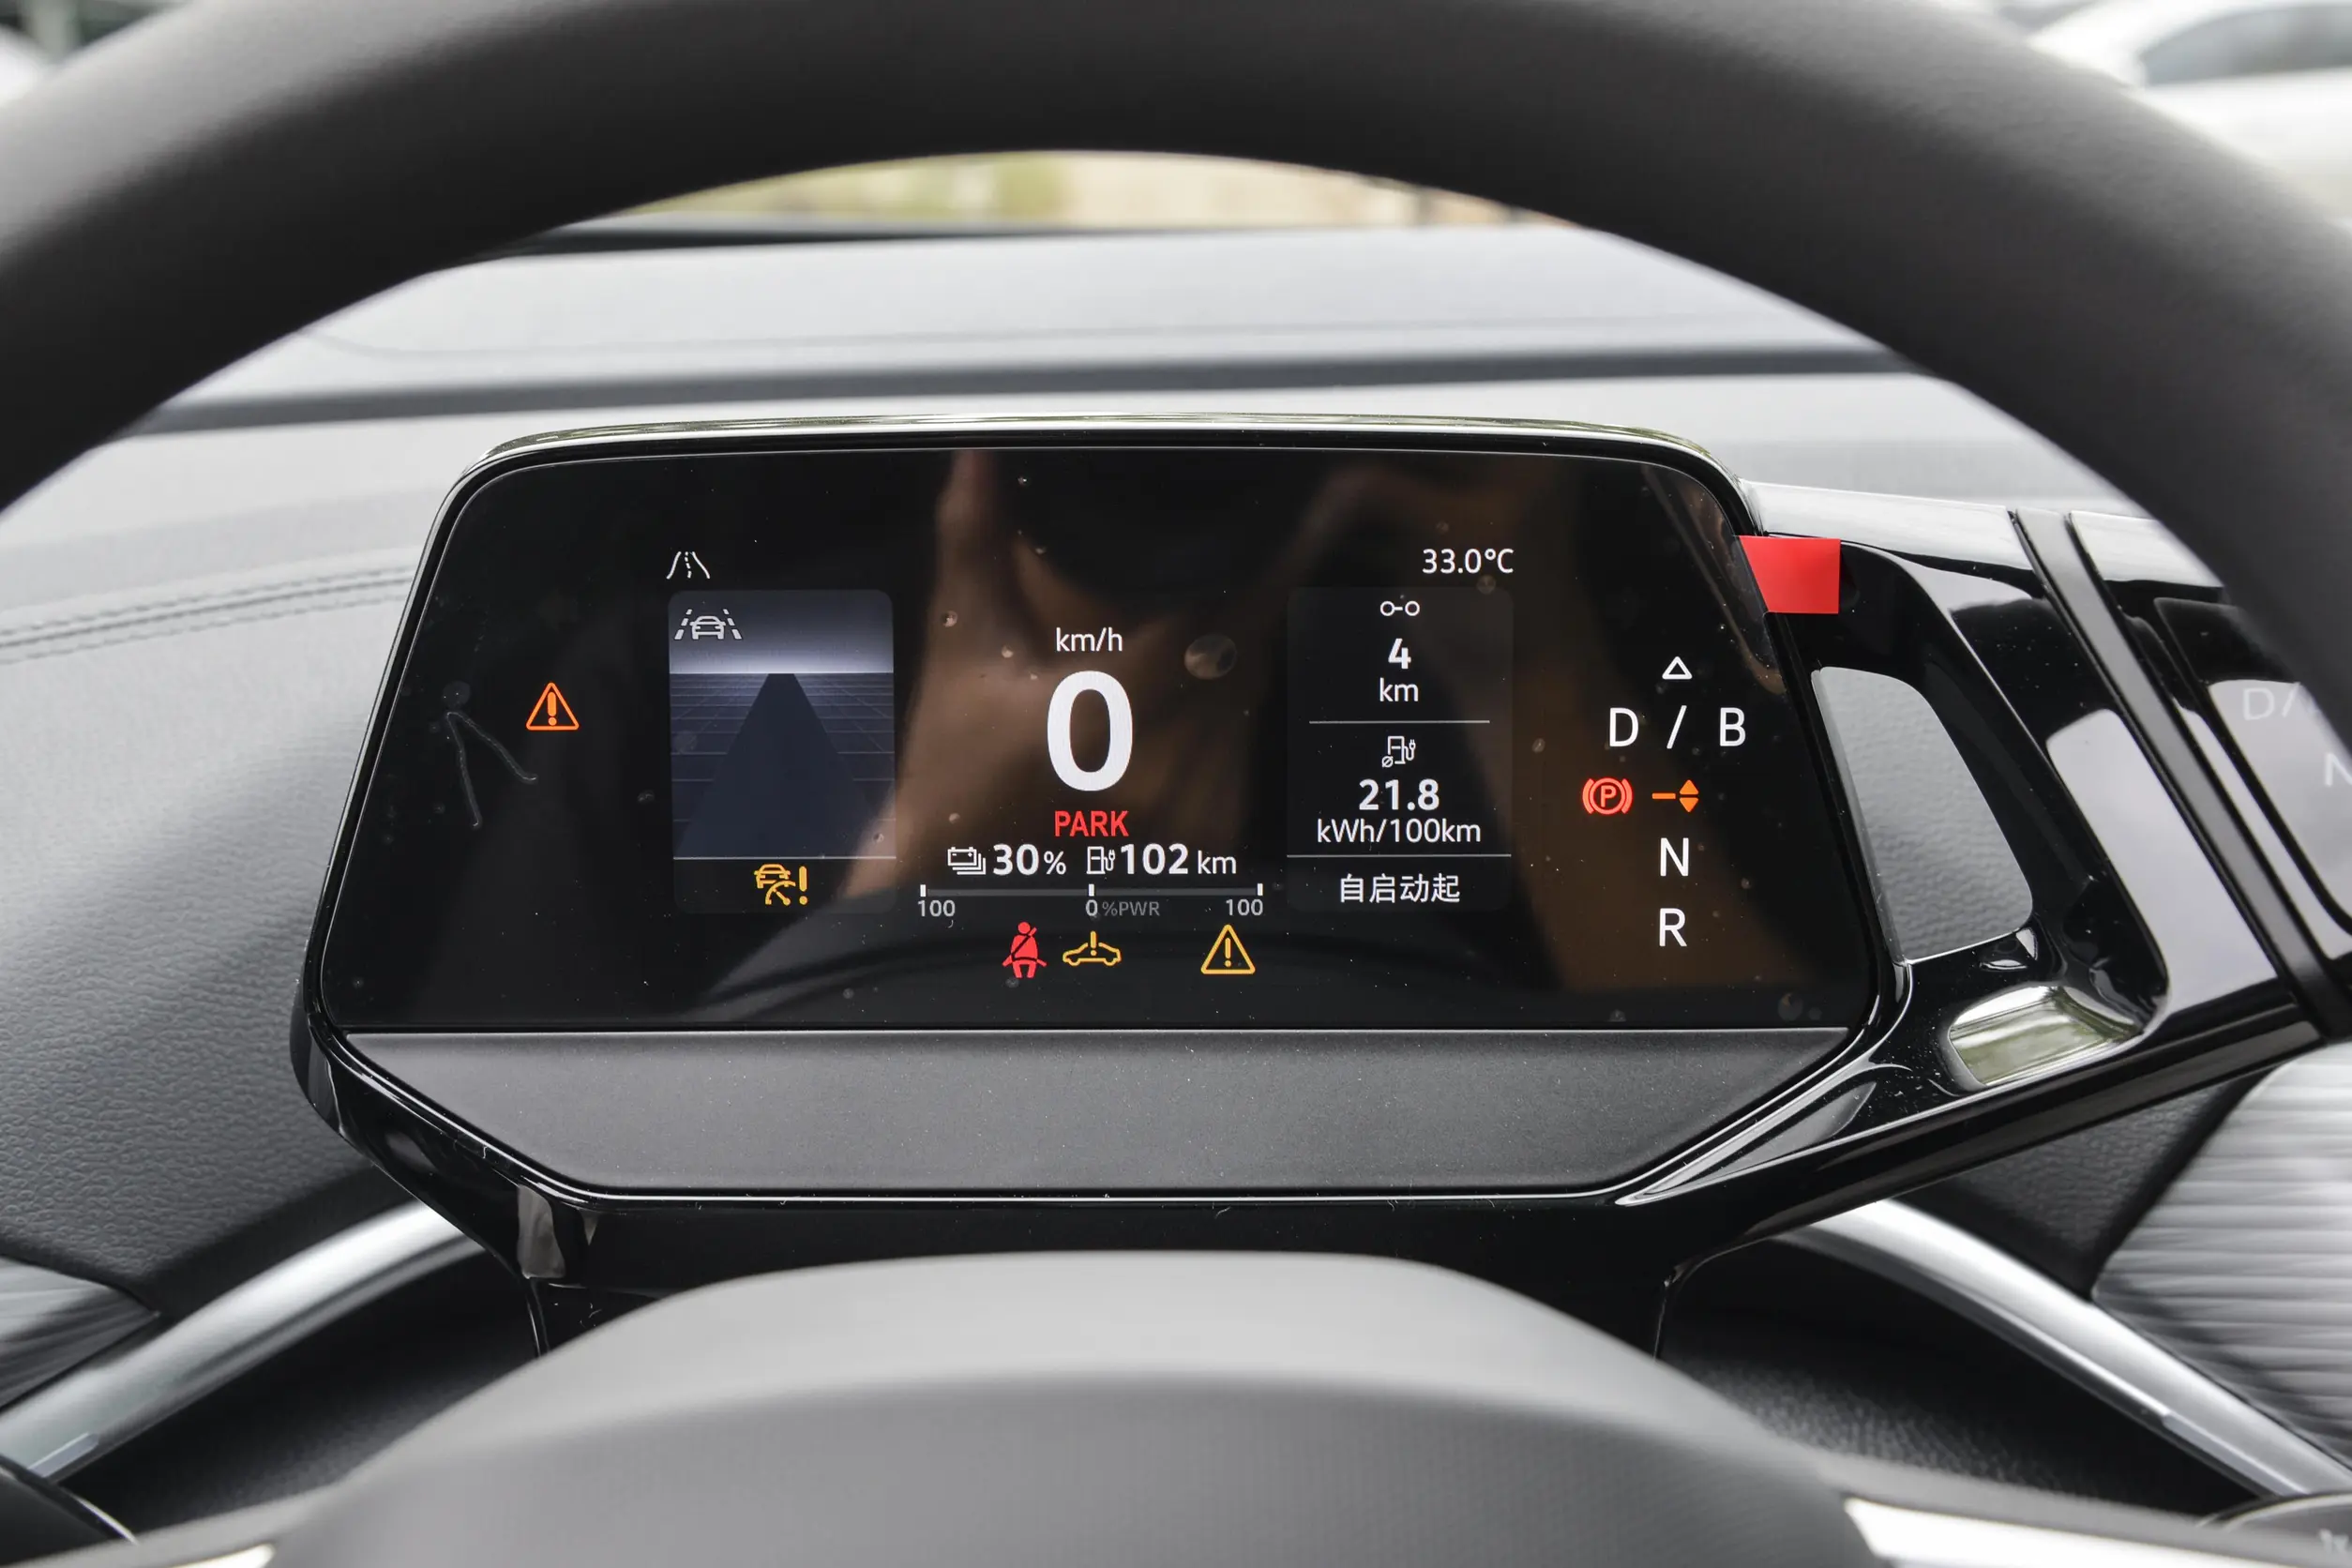 33.0°C
4
km
km/h
0
D / B
21.8
kWh/100km
P
PARK
30% 102 km
自启动起
N
100 0 %PWR 100
R
D/
N